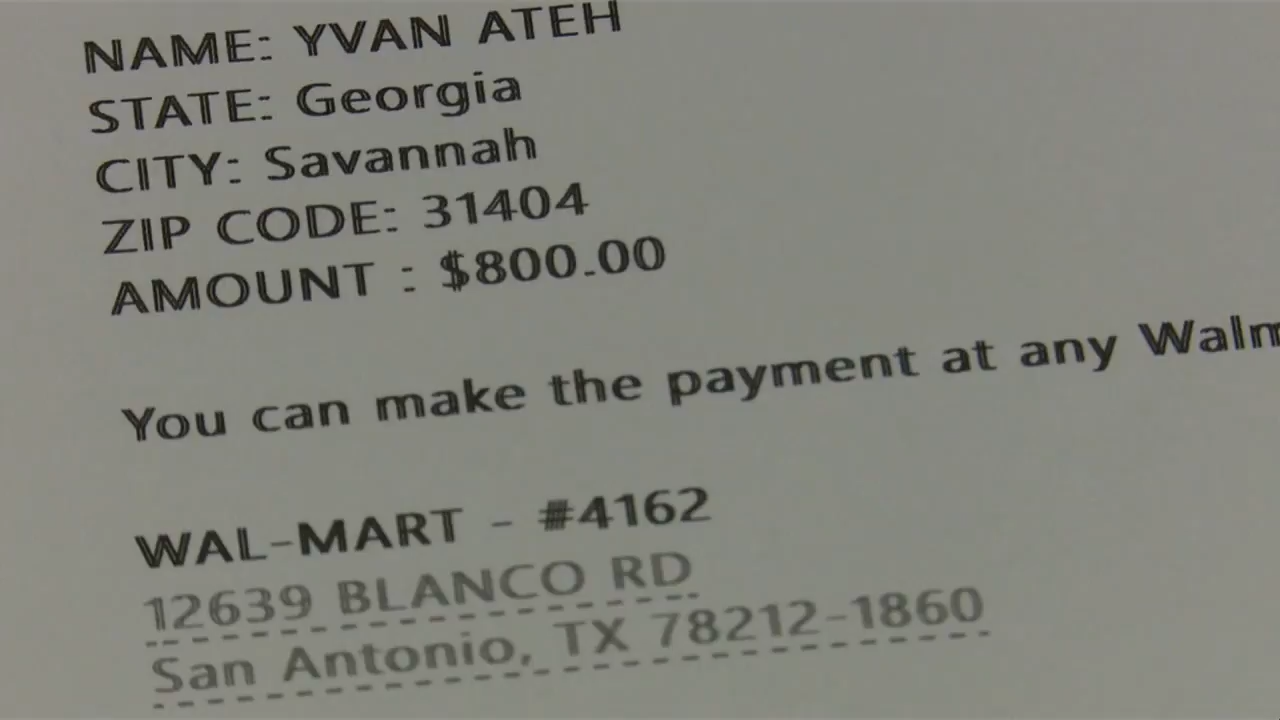 NAME: YVAN ATEH
STATE: Georgia
CITY: Savannah
ZIP CODE: 31404
AMOUNT : $800.00
You can make the payment at any Walm
WAL-MART - #4162
12639 BLANCO RD
San Antonio, TX 78212-1860